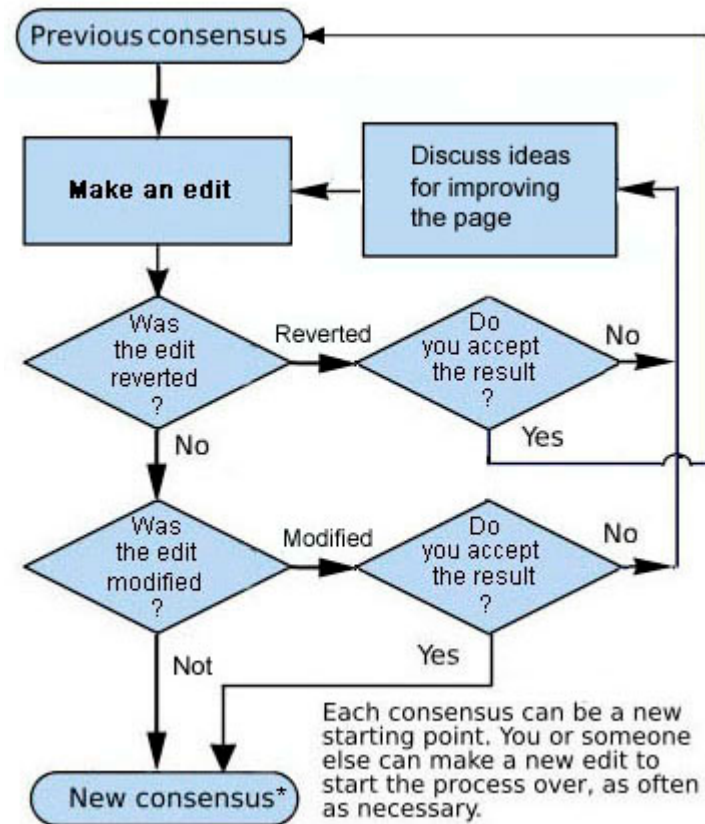 Previous consensus
Make an edit
Discuss ideas
for improving
the page
Was
the edit
reverted
?
Reverted
Do
you accept
the result
?
No
No
Yes
Was
the edit
modified
?
Modified
Do
you accept
the result
?
No
Not
Yes
Each consensus can be a new
starting point. You or someone
else can make a new edit to
start the process over, as often
as necessary.
New consensus*